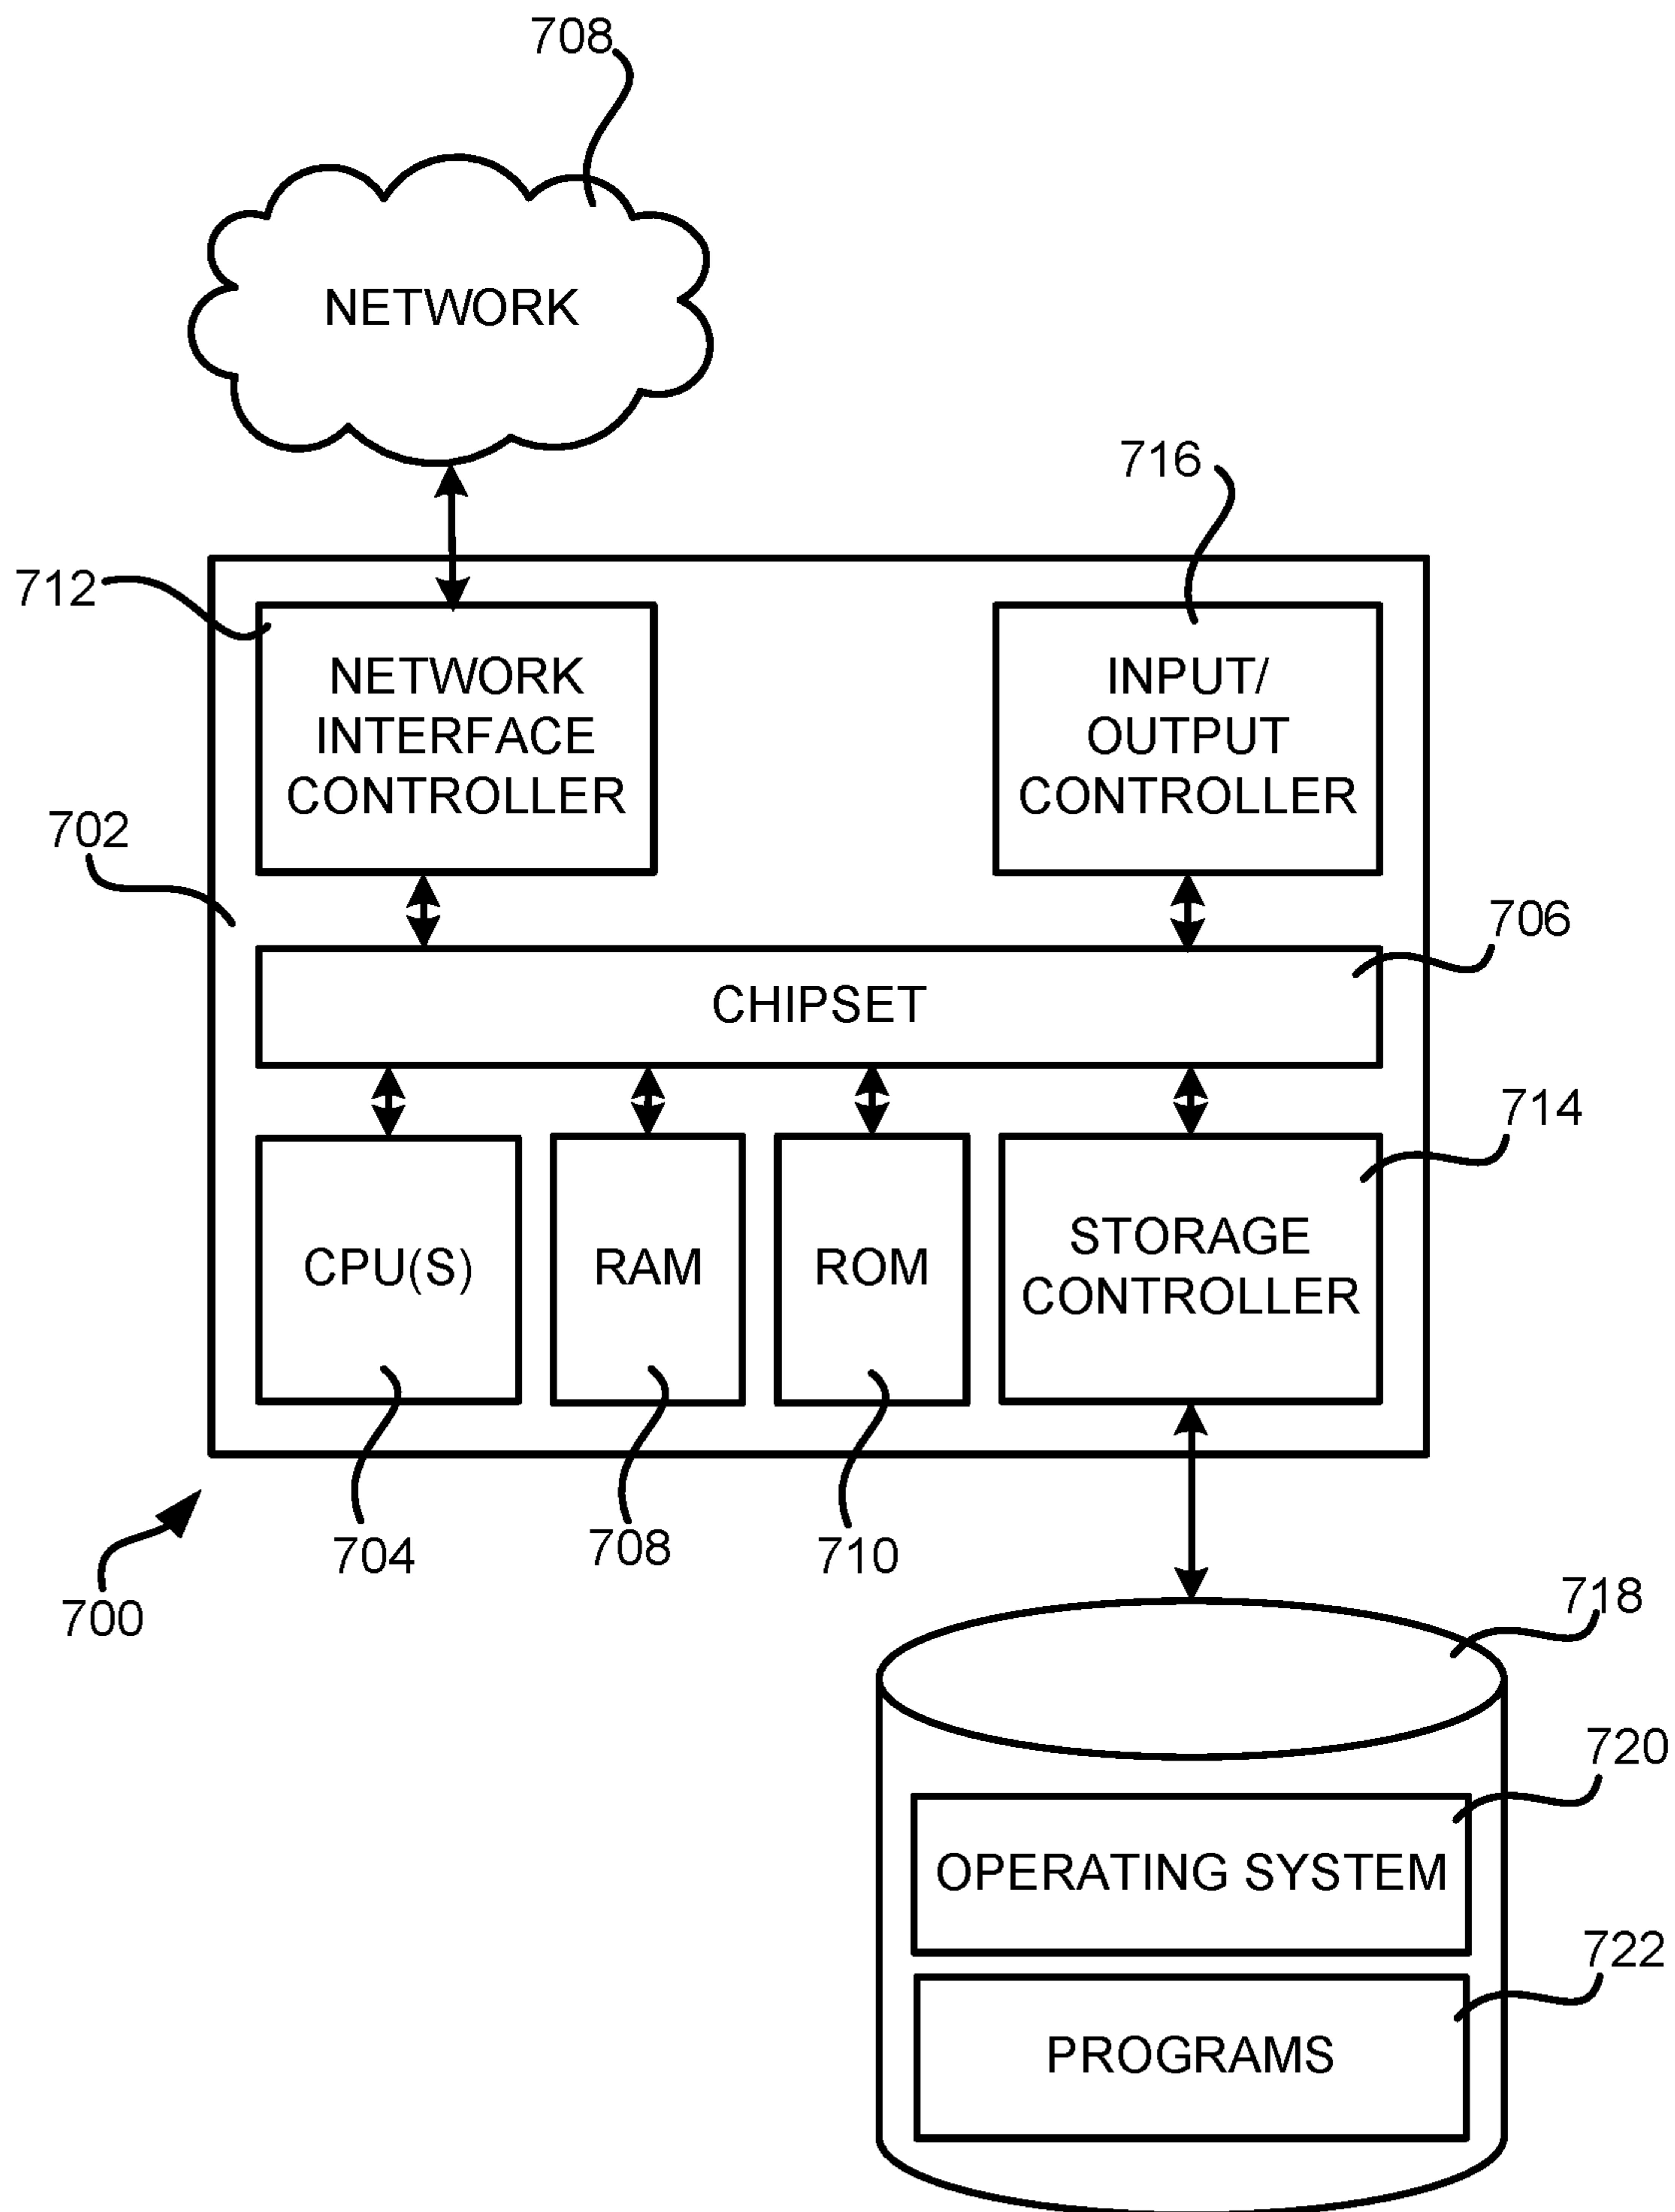 708
NETWORK
716
712
NETWORK
INTERFACE
CONTROLLER
INPUT/
OUTPUT
CONTROLLER
702
706
CHIPSET
714
CPU(S)
RAM
ROM
STORAGE
CONTROLLER
704
708
710
700
718
720
OPERATING SYSTEM
722
PROGRAMS